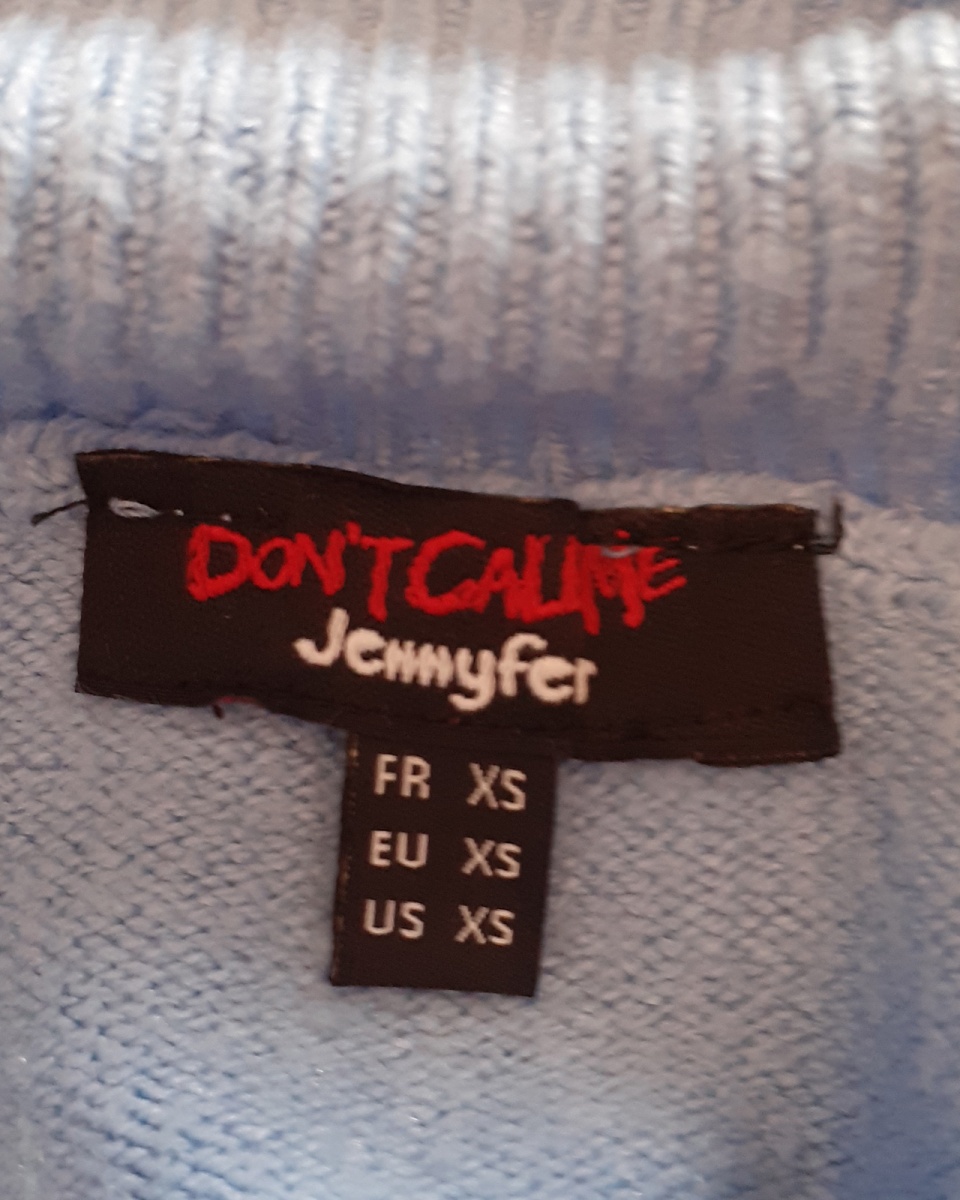 DON'T CALL ME
Jennyfer
FR XS
EU XS
US XS